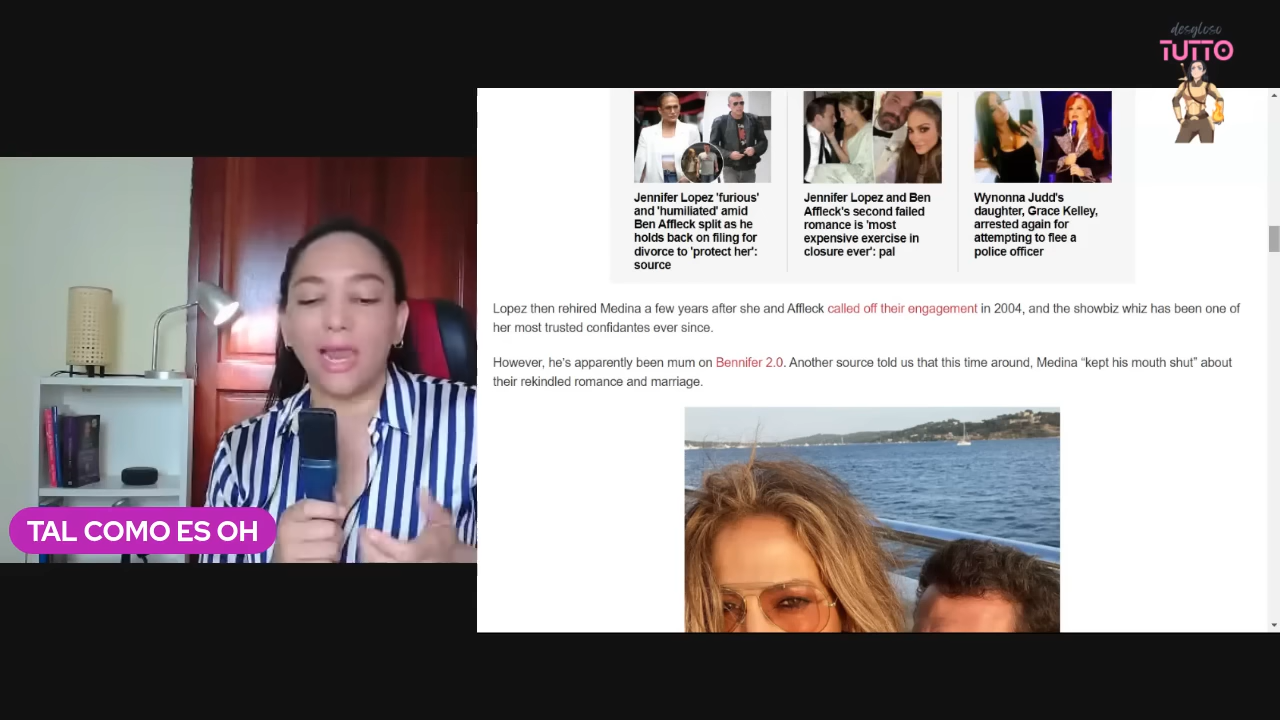 desgloso
TUTTO
Jennifer Lopez 'furious'
and 'humiliated' amid
Ben Affleck split as he
holds back on filing for
divorce to 'protect her':
source
Jennifer Lopez and Ben
Affleck's second failed
romance is 'most
expensive exercise in
closure ever': pal
Wynonna Judd's
daughter, Grace Kelley,
arrested again for
attempting to flee a
police officer
Lopez then rehired Medina a few years after she and Affleck called off their engagement in 2004, and the showbiz whiz has been one of
her most trusted confidantes ever since.
However, he's apparently been mum on Bennifer 2.0. Another source told us that this time around, Medina “kept his mouth shut” about
their rekindled romance and marriage.
TAL COMO ES OH